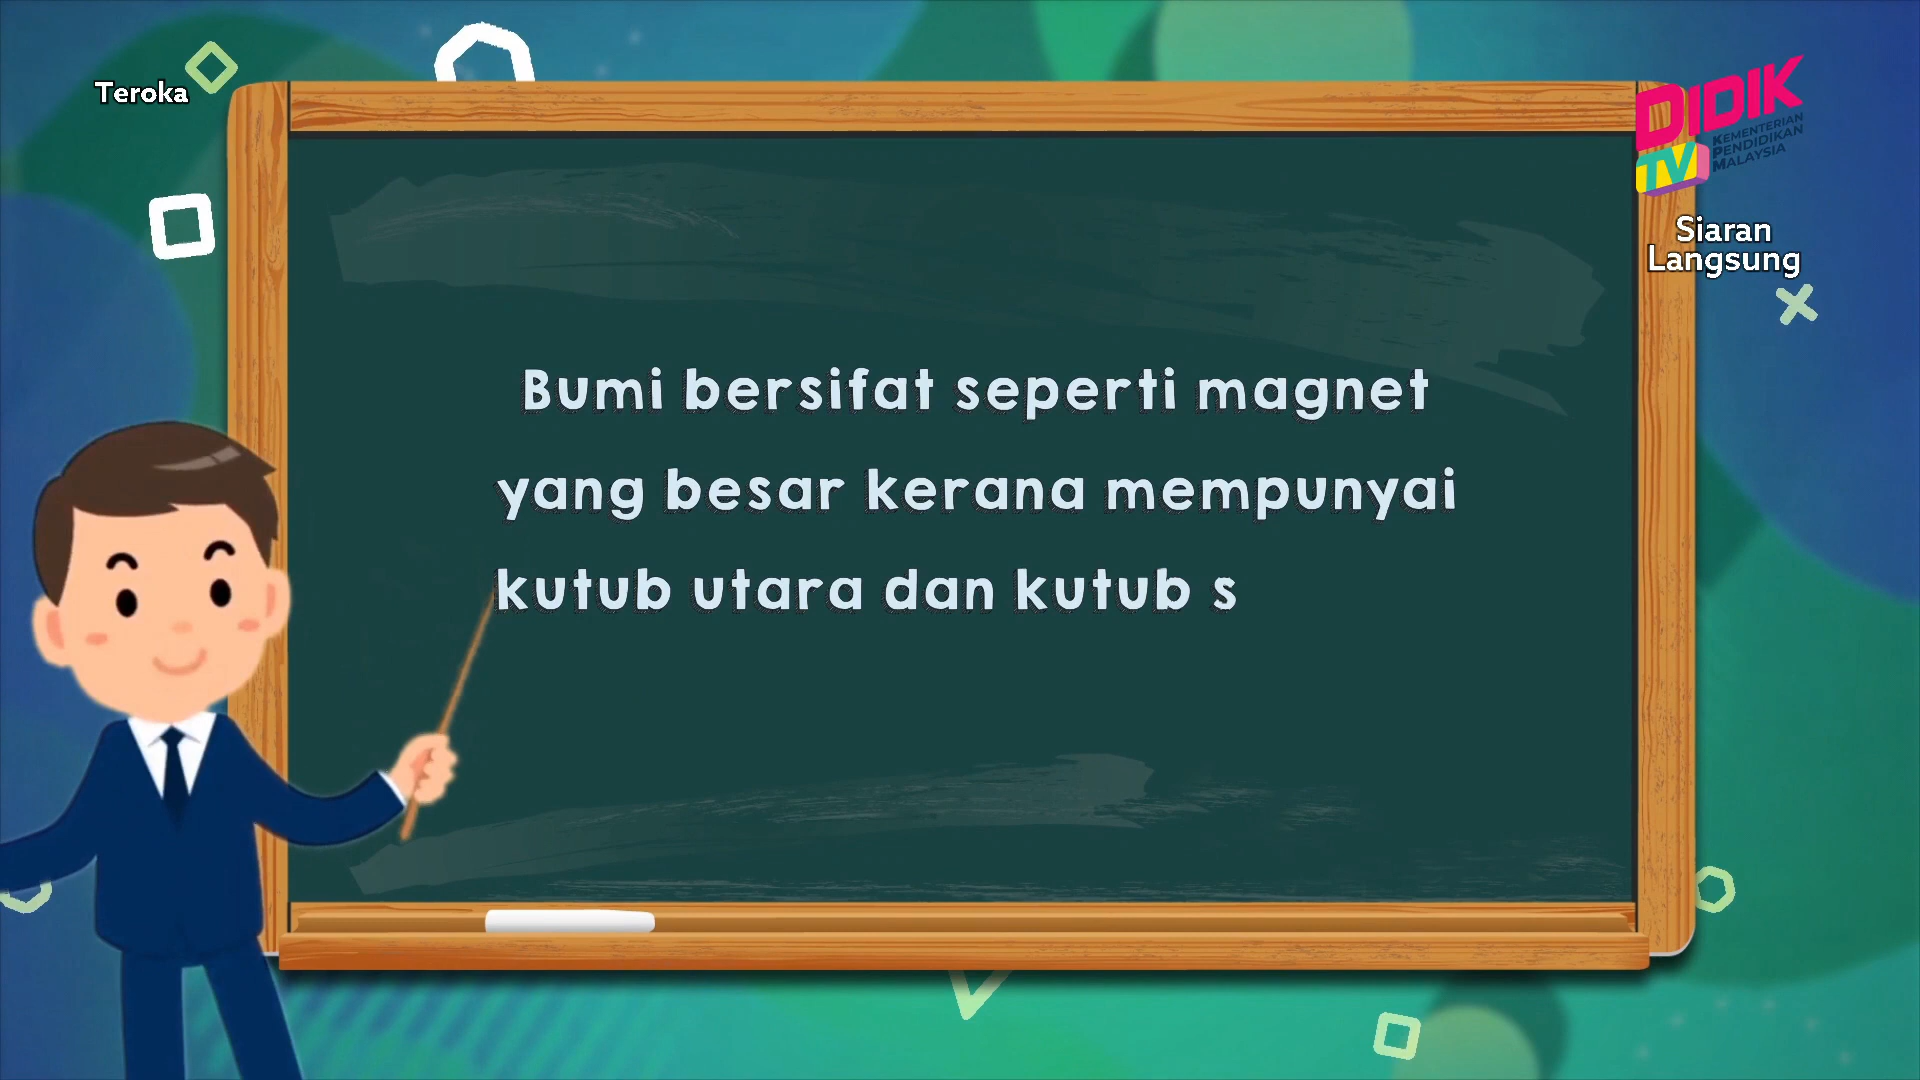 Teroka
DIDIK
TV
KEMENTERIAN
PENDIDIKAN
MALAYSIA
Siaran
Langsung
Bumi bersifat seperti magnet
yang besar kerana mempunyai
kutub utara dan kutub s